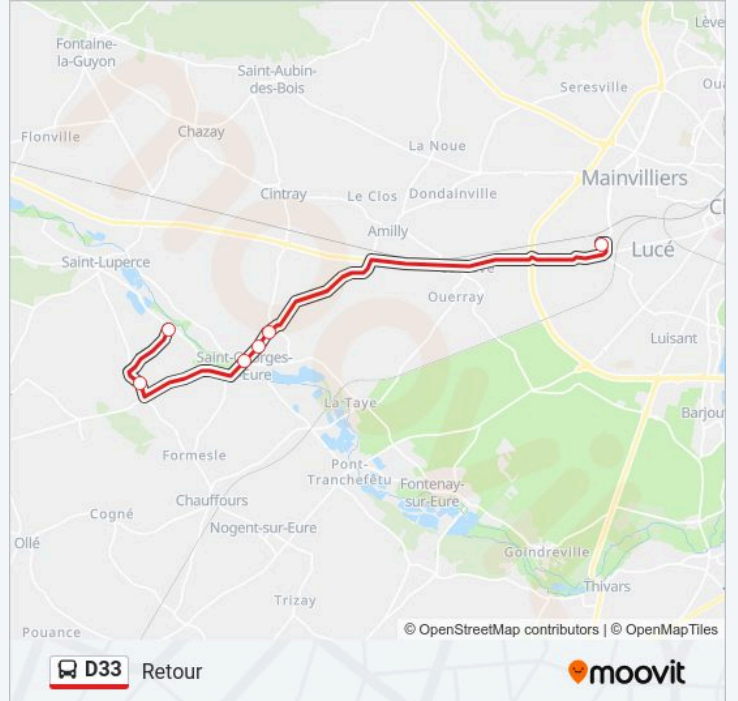 Lève
Fontaine-
la-Guyon
Saint-Aubin-
des-Bois
Seresville
Oua
Chazay
Flonville
La Noue
Mainvilliers
Cintray
Le Clos
Dondainville
Ch
Amilly
Lucé
Saint-Luperce
Ouerray
Luisant
Saint-Georges-
Eure
La Taye
Barjou
Formesle
Pont-
Tranchefêtu
Fontenay-
sur-Eure
Chauffours
Cogné
Nogent-sur-Eure
Ollé
Goindreville
Thivars
Trizay
Pouance
© OpenStreetMap contributors | © OpenMapTiles
D33 Retour
moovit